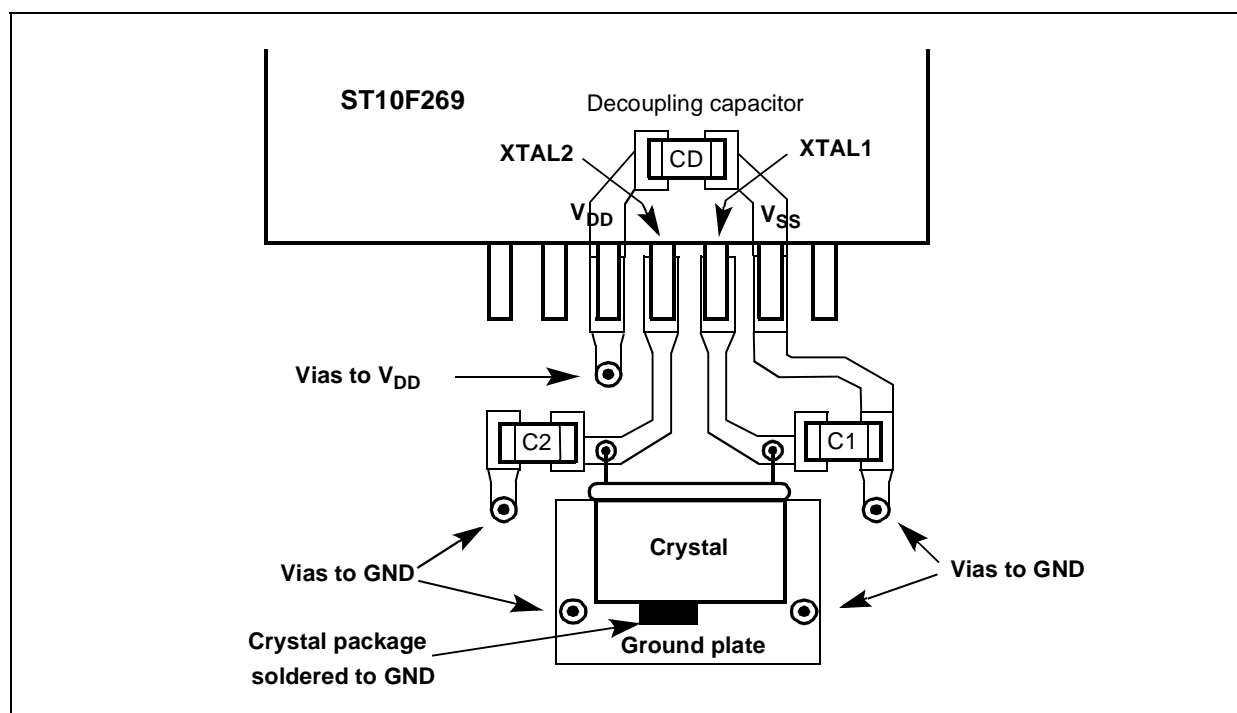 ST10F269
Decoupling capacitor
XTAL2
CD
XTAL1
VDD
VSS
Vias to VDD
C2
C1
Crystal
Vias to GND
Vias to GND
Crystal package
soldered to GND
Ground plate